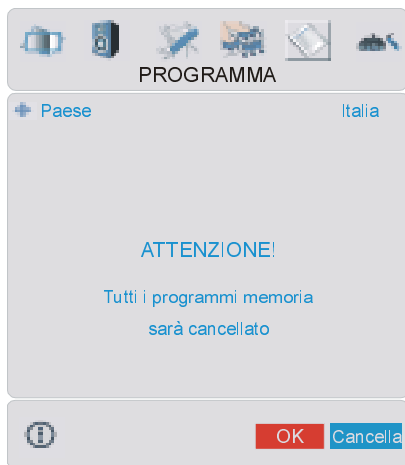 PROGRAMMA
Paese Italia
ATTENZIONE!
Tutti i programmi memoria
sarà cancellato
OK Cancella